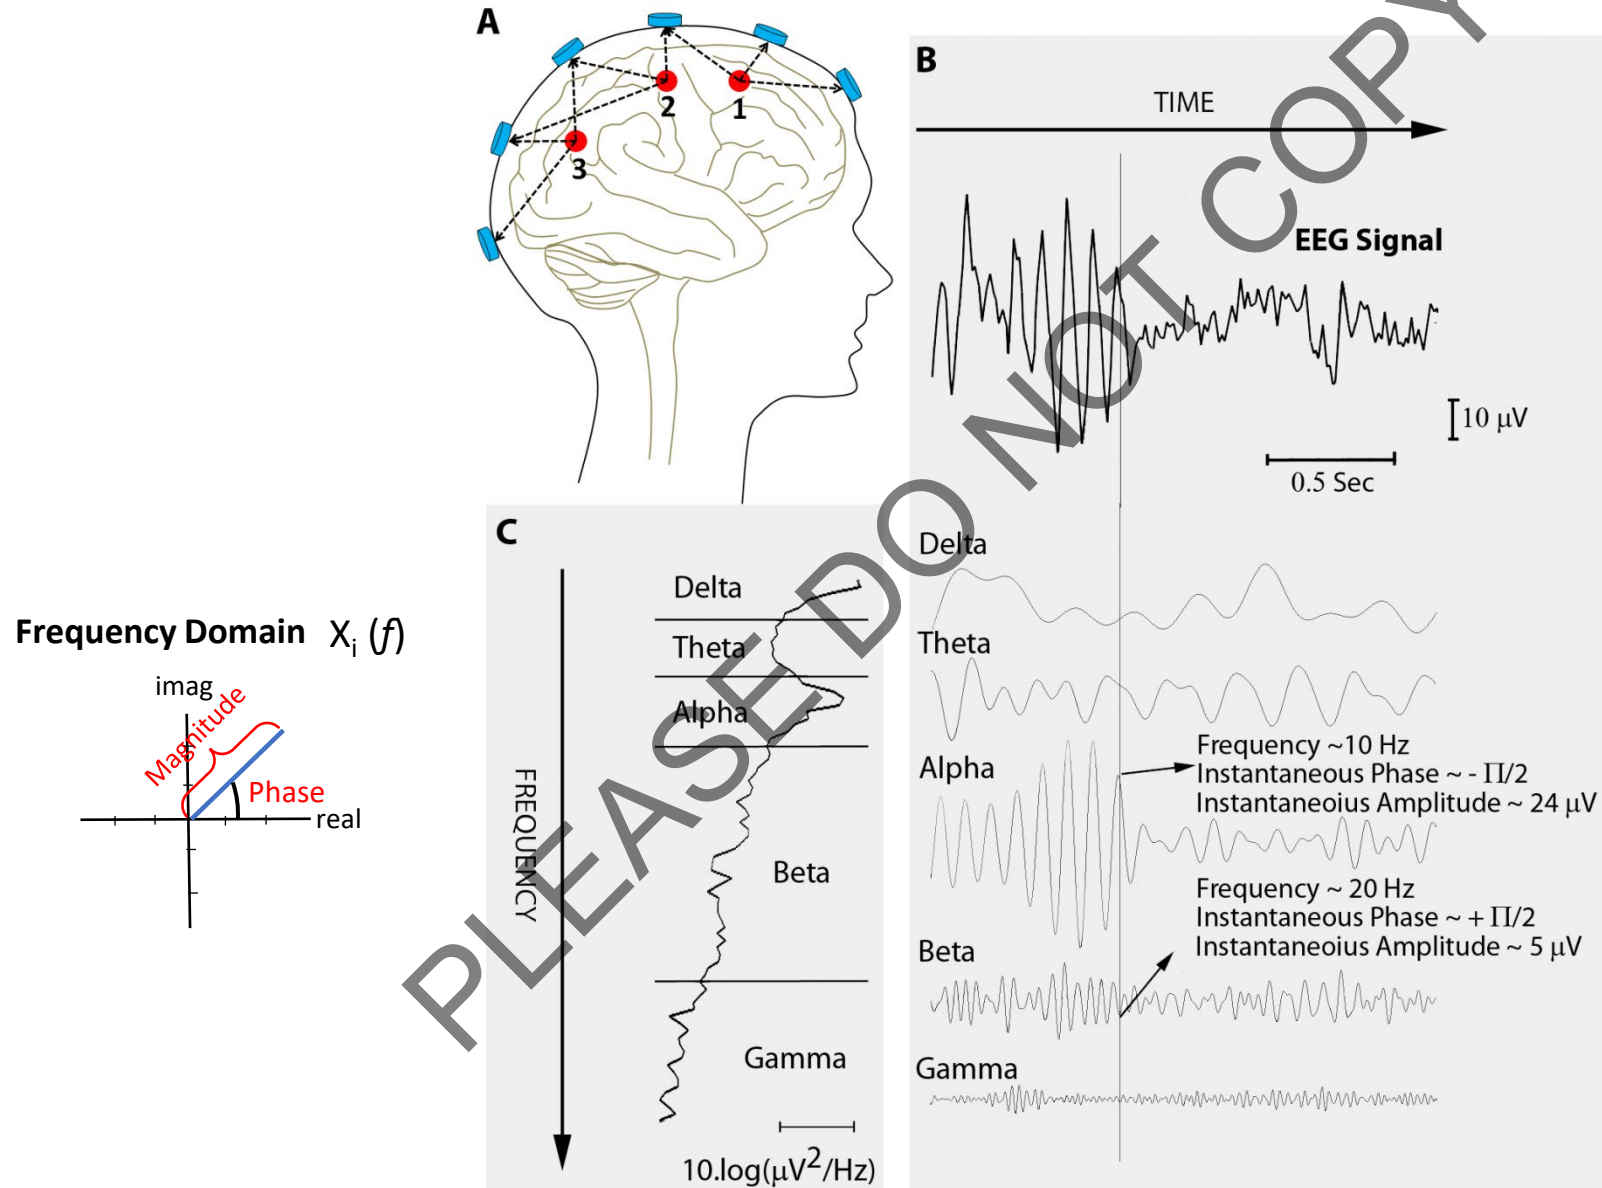 A
2
1
3
B
TIME
EEG Signal
10 μV
0.5 Sec
Delta
Theta
Alpha
Frequency ~10 Hz
Instantaneous Phase ~ - Π/2
Instantaneoius Amplitude ~ 24 μV
Frequency ~ 20 Hz
Instantaneous Phase ~ + Π/2
Instantaneoius Amplitude ~ 5 μV
Beta
Gamma
C
Delta
Theta
Alpha
Beta
Gamma
FREQUENCY
10.log(μV²/Hz)
Frequency Domain Xᵢ (f)
imag
Magnitude
Phase
real
PLEASE DO NOT COPY